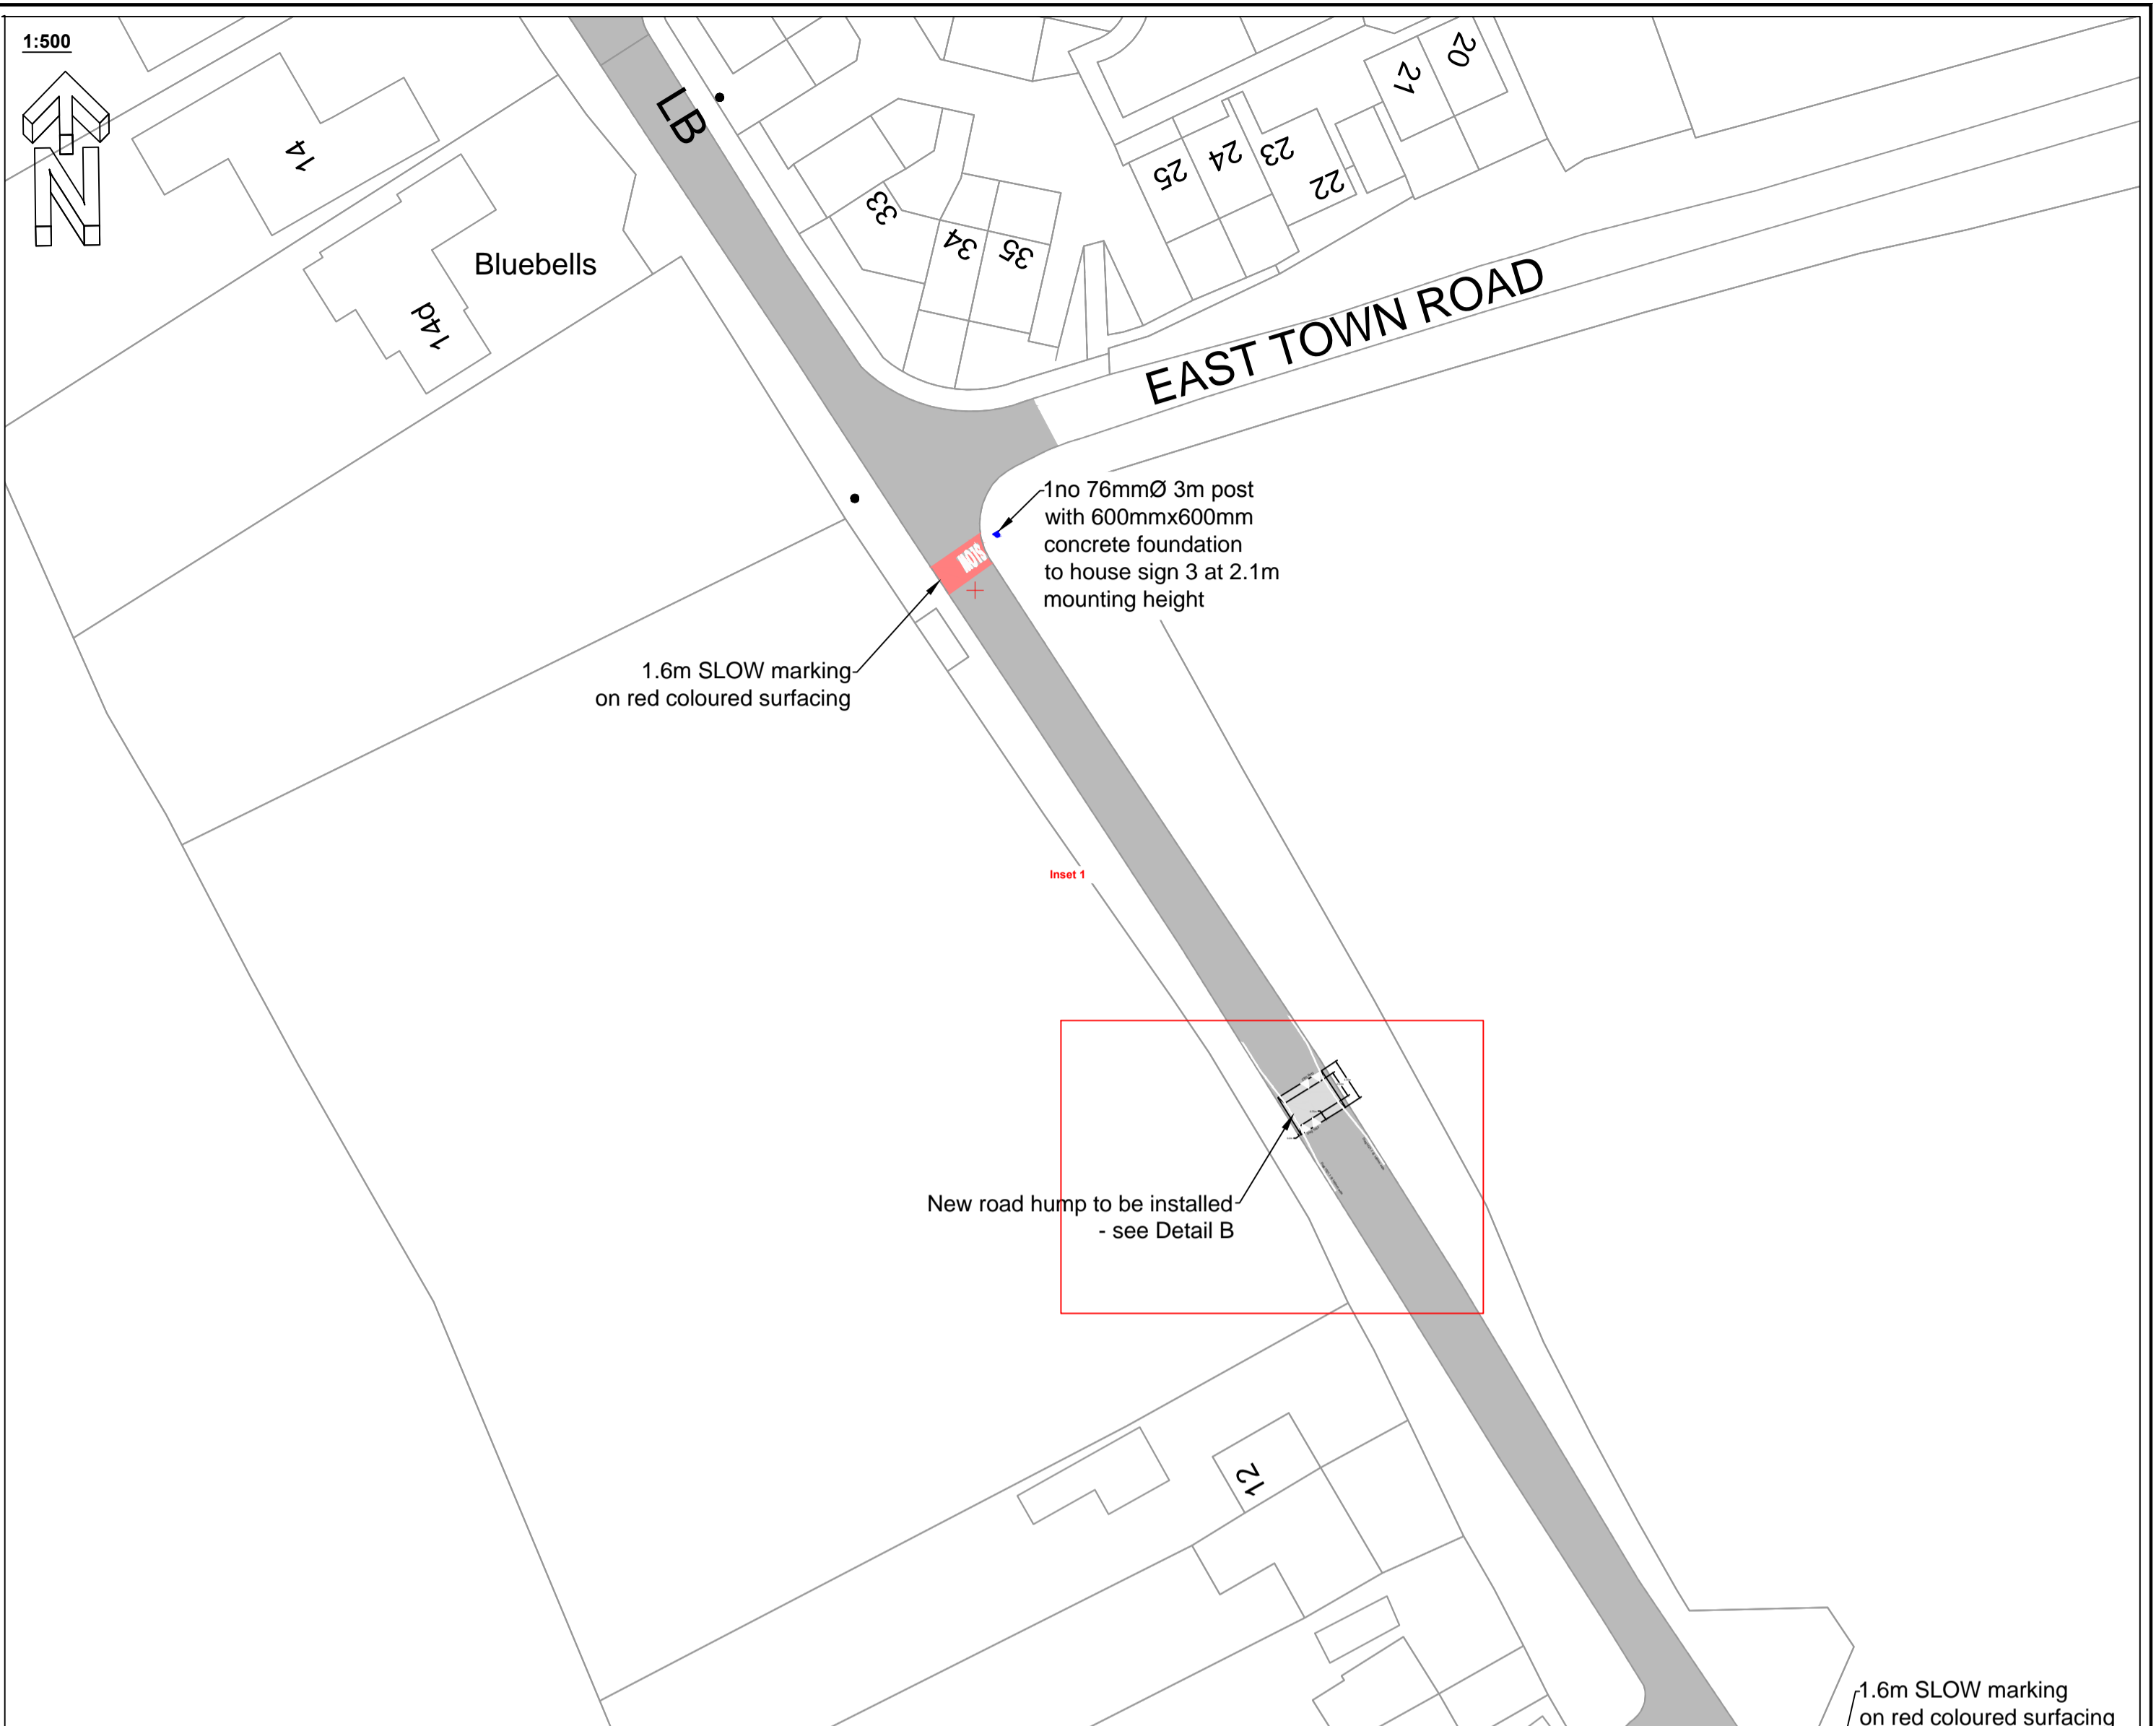 1:500
N
LB
14
Bluebells
14d
33
34
35
25
24
23
22
21
20
EAST TOWN ROAD
1no 76mmØ 3m post
with 600mmx600mm
concrete foundation
to house sign 3 at 2.1m
mounting height
SLOW
1.6m SLOW marking
on red coloured surfacing
Inset 1
New road hump to be installed
- see Detail B
12
1.6m SLOW marking
on red coloured surfacing